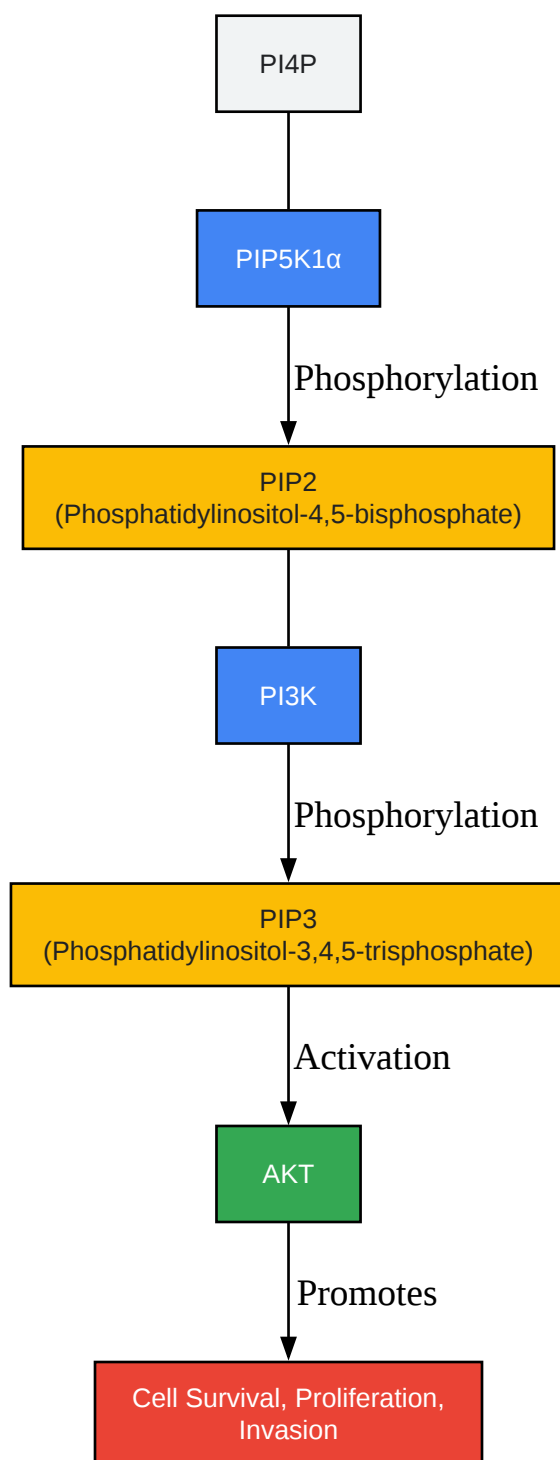 PI4P
PIP5K1α
Phosphorylation
PIP2
(Phosphatidylinositol-4,5-bisphosphate)
PI3K
Phosphorylation
PIP3
(Phosphatidylinositol-3,4,5-trisphosphate)
Activation
AKT
Promotes
Cell Survival, Proliferation,
Invasion